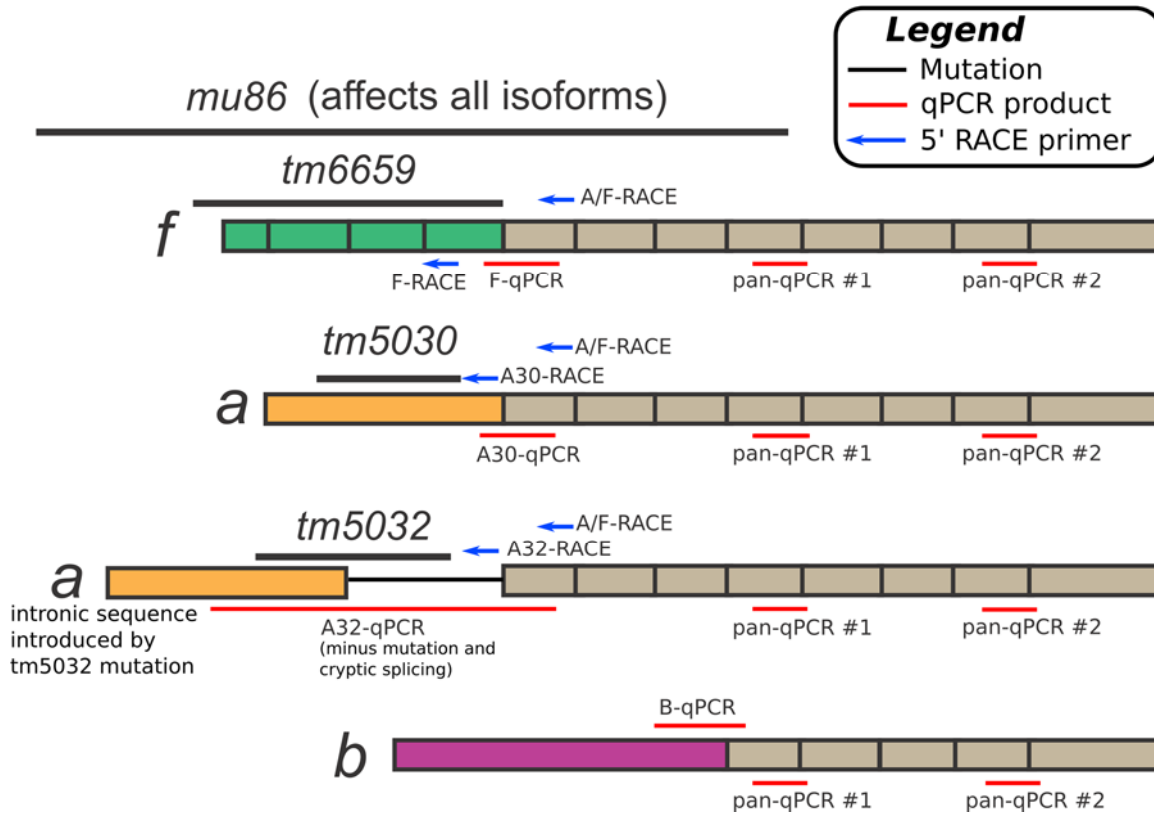 Legend
Mutation
qPCR product
5' RACE primer
mu86 (affects all isoforms)
tm6659
A/F-RACE
f
F-RACE
F-qPCR
pan-qPCR #1
pan-qPCR #2
tm5030
A/F-RACE
A30-RACE
a
A30-qPCR
pan-qPCR #1
pan-qPCR #2
tm5032
A/F-RACE
A32-RACE
a
intronic sequence
introduced by
tm5032 mutation
A32-qPCR
(minus mutation and
cryptic splicing)
pan-qPCR #1
pan-qPCR #2
B-qPCR
b
pan-qPCR #1
pan-qPCR #2